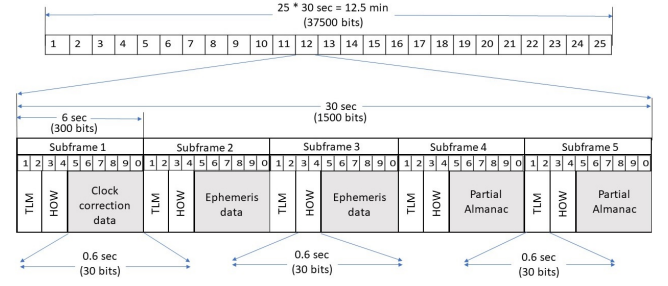 25 * 30 sec = 12.5 min
(37500 bits)
1 2 3 4 5 6 7 8 9 10 11 12 13 14 15 16 17 18 19 20 21 22 23 24 25
30 sec
(1500 bits)
6 sec
(300 bits)
Subframe 1 Subframe 2 Subframe 3 Subframe 4 Subframe 5
1 2 3 4 5 6 7 8 9 0 1 2 3 4 5 6 7 8 9 0 1 2 3 4 5 6 7 8 9 0 1 2 3 4 5 6 7 8 9 0 1 2 3 4 5 6 7 8 9 0
TLM
HOW
Clock
correction
data
TLM
HOW
Ephemeris
data
TLM
HOW
Ephemeris
data
TLM
HOW
Partial
Almanac
TLM
HOW
Partial
Almanac
0.6 sec
(30 bits)
0.6 sec
(30 bits)
0.6 sec
(30 bits)